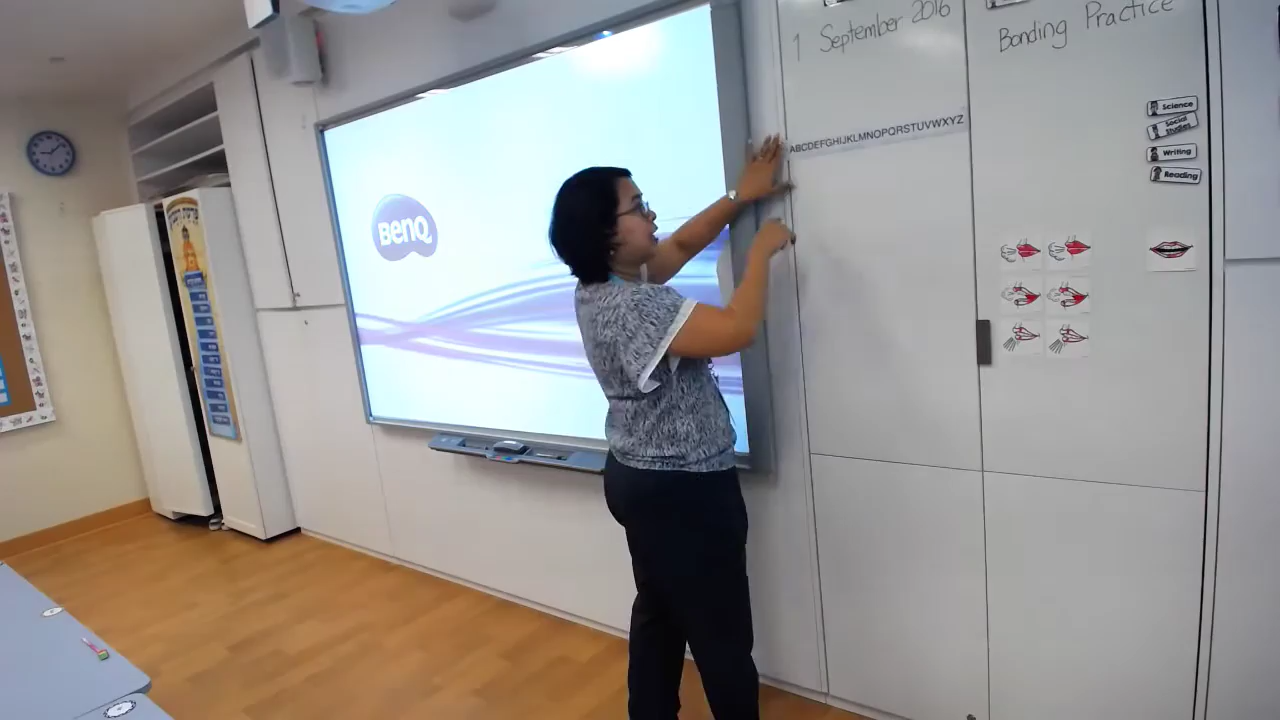 1 September 2016
Bonding Practice
BenQ
ABCDEFGHIJKLMNOPQRSTUVWXYZ
Science
Social
studies
Writing
Reading